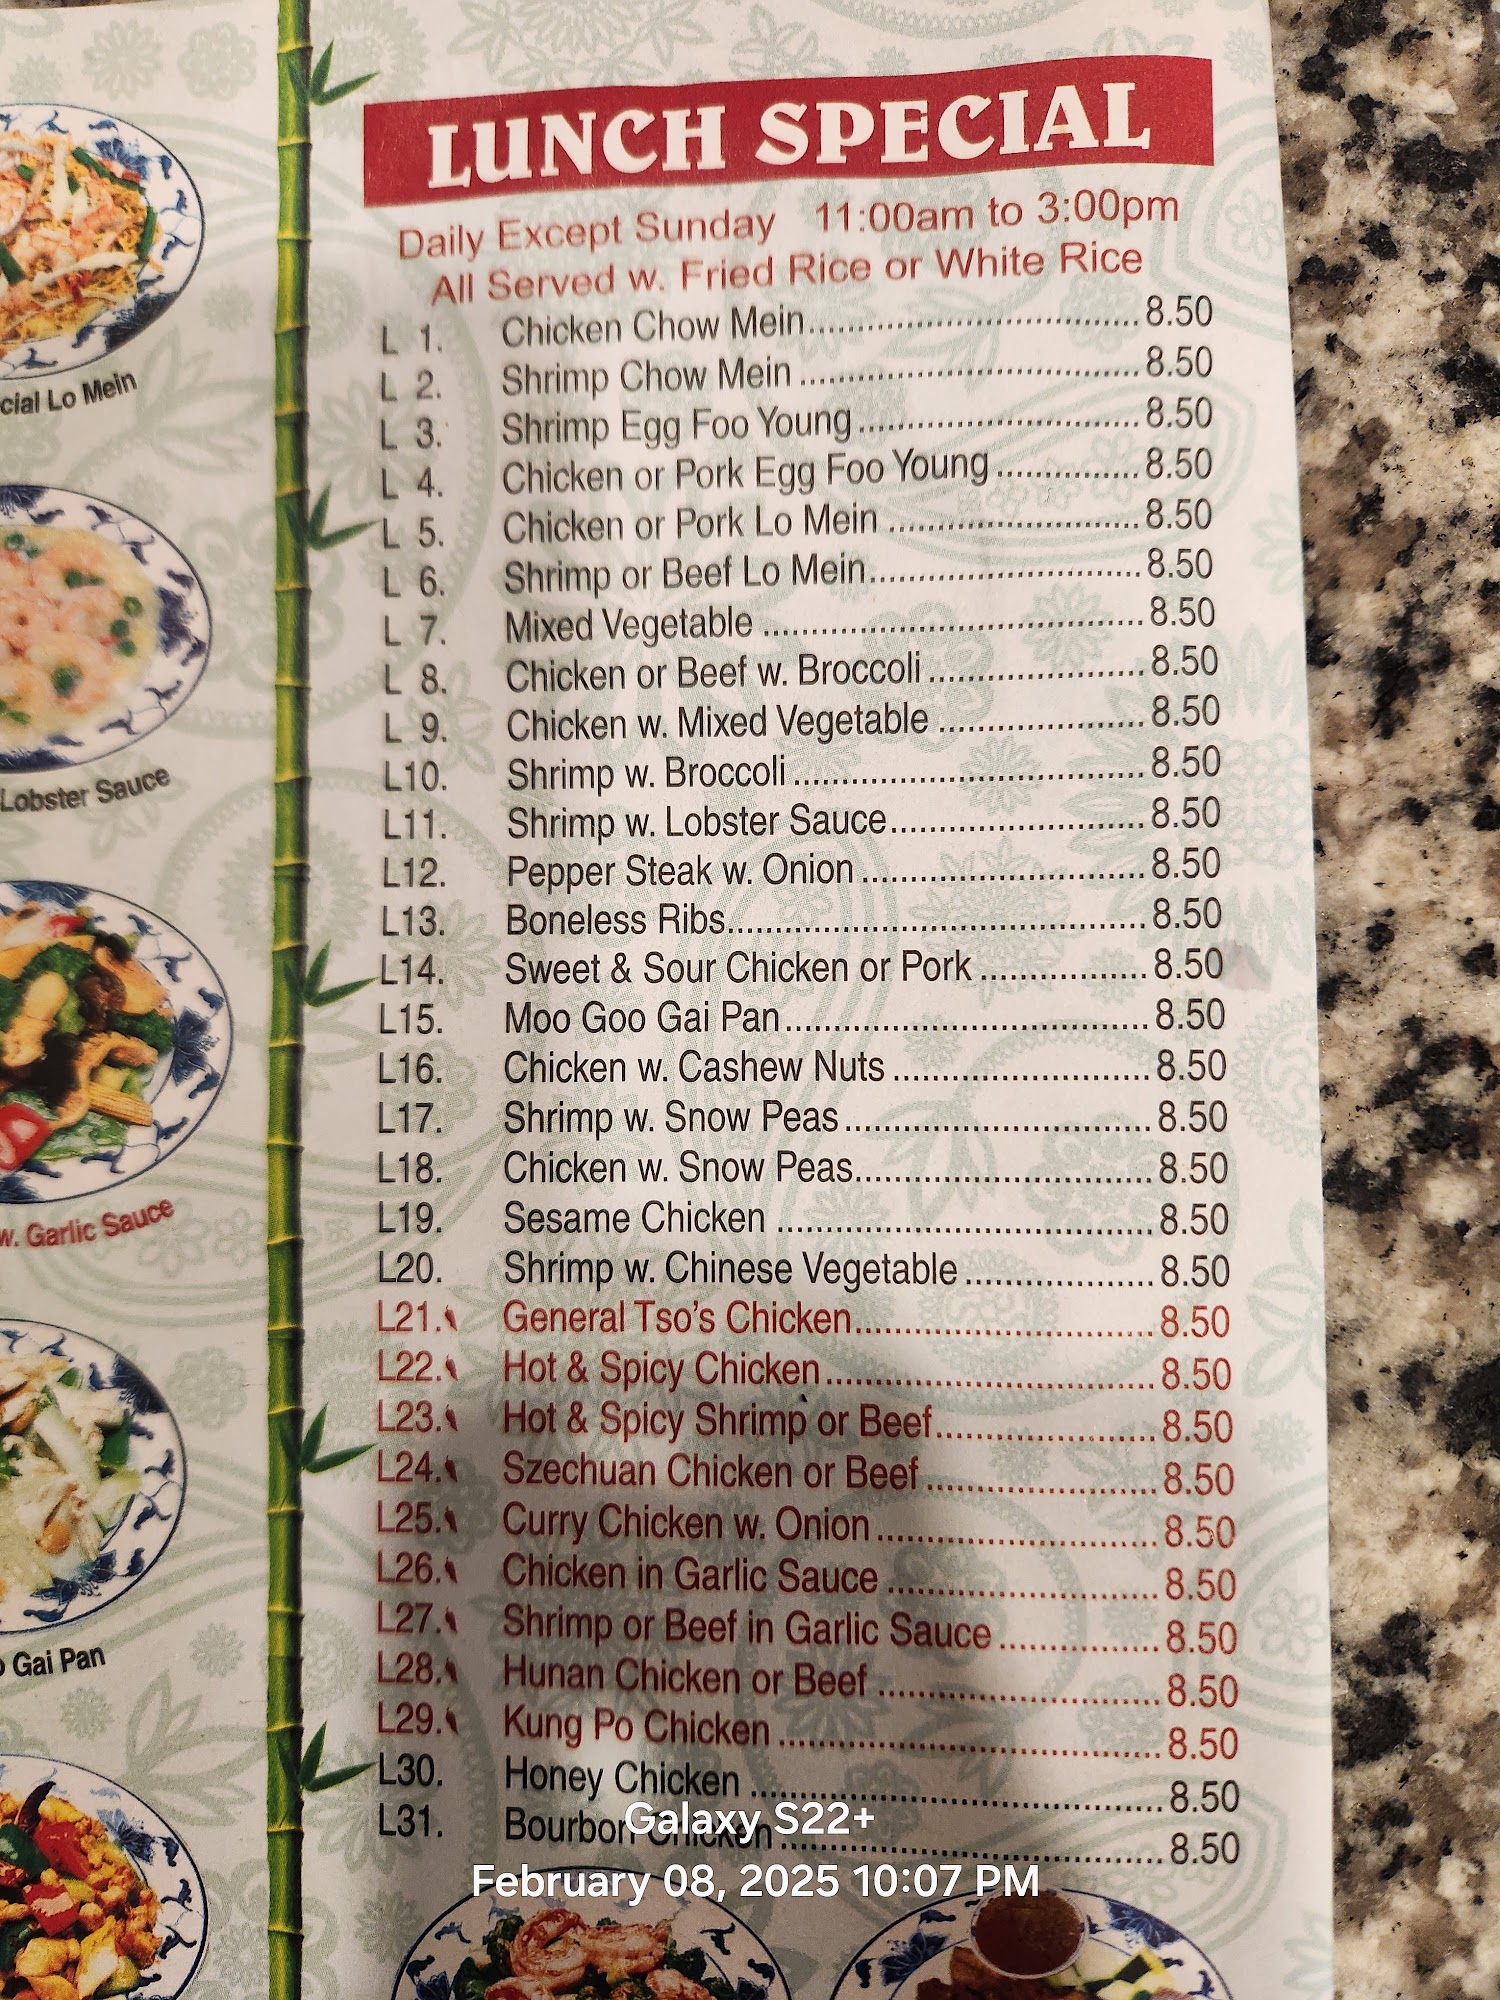 LUNCH SPECIAL
Daily Except Sunday 11:00am to 3:00pm
All Served w. Fried Rice or White Rice
L 1. Chicken Chow Mein 8.50
L 2. Shrimp Chow Mein 8.50
L 3. Shrimp Egg Foo Young 8.50
L 4. Chicken or Pork Egg Foo Young 8.50
L 5. Chicken or Pork Lo Mein 8.50
L 6. Shrimp or Beef Lo Mein 8.50
L 7. Mixed Vegetable 8.50
L 8. Chicken or Beef w. Broccoli 8.50
L 9. Chicken w. Mixed Vegetable 8.50
L10. Shrimp w. Broccoli 8.50
L11. Shrimp w. Lobster Sauce 8.50
L12. Pepper Steak w. Onion 8.50
L13. Boneless Ribs 8.50
L14. Sweet & Sour Chicken or Pork 8.50
L15. Moo Goo Gai Pan 8.50
L16. Chicken w. Cashew Nuts 8.50
L17. Shrimp w. Snow Peas 8.50
L18. Chicken w. Snow Peas 8.50
L19. Sesame Chicken 8.50
L20. Shrimp w. Chinese Vegetable 8.50
L21. General Tso's Chicken 8.50
L22. Hot & Spicy Chicken 8.50
L23. Hot & Spicy Shrimp or Beef 8.50
L24. Szechuan Chicken or Beef 8.50
L25. Curry Chicken w. Onion 8.50
L26. Chicken in Garlic Sauce 8.50
L27. Shrimp or Beef in Garlic Sauce 8.50
L28. Hunan Chicken or Beef 8.50
L29. Kung Po Chicken 8.50
L30. Honey Chicken 8.50
L31. Bourbon Chicken 8.50
cial Lo Mein
Lobster Sauce
w. Garlic Sauce
Gai Pan
Galaxy S22+
February 08, 2025 10:07 PM